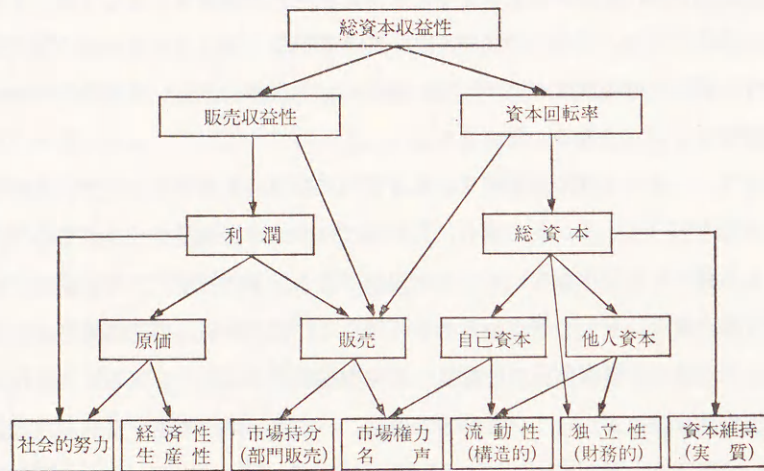 総資本収益性
販売収益性
資本回転率
利潤
総資本
原価
販売
自己資本
他人資本
社会的努力
経済性
生産性
市場持分
(部門販売)
市場権力
名声
流動性
(構造的)
独立性
(財務的)
資本維持
(実質)